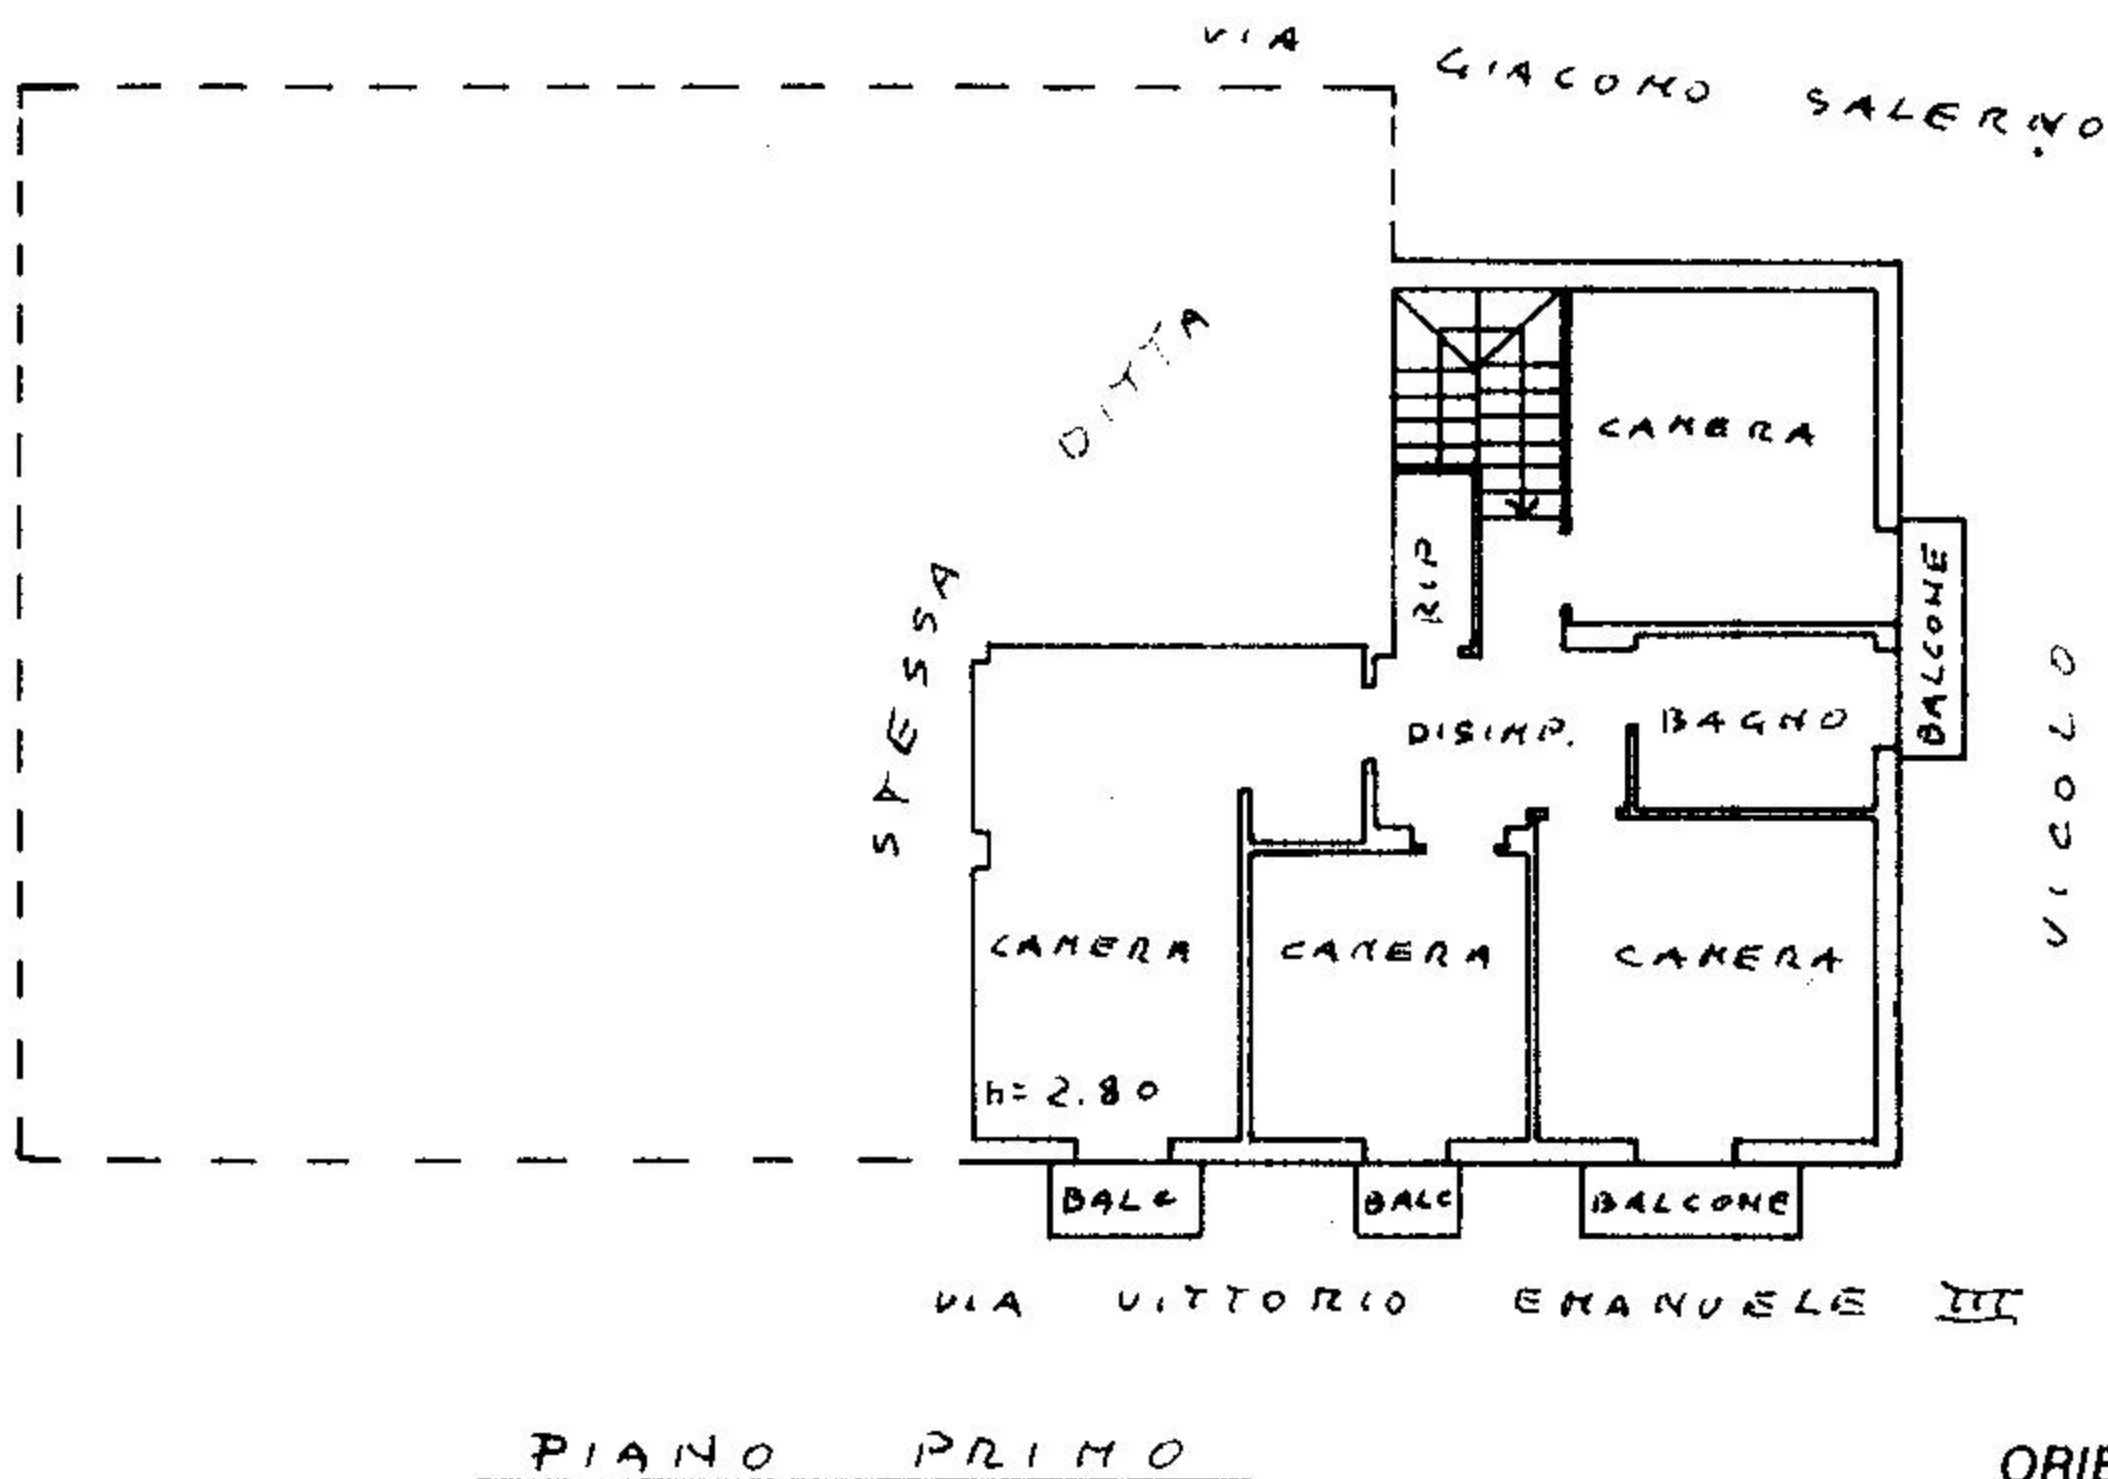 VIA GIACOMO SALERNO
DITTA
STESSA
CAMERA
RIP
BALCONE
DISIMP.
BAGNO
VICOLO
CAMERA
CAMERA
CAMERA
h= 2.80
BALC
BALC
BALCONE
VIA VITTORIO EMANUELE III
PIANO PRIMO